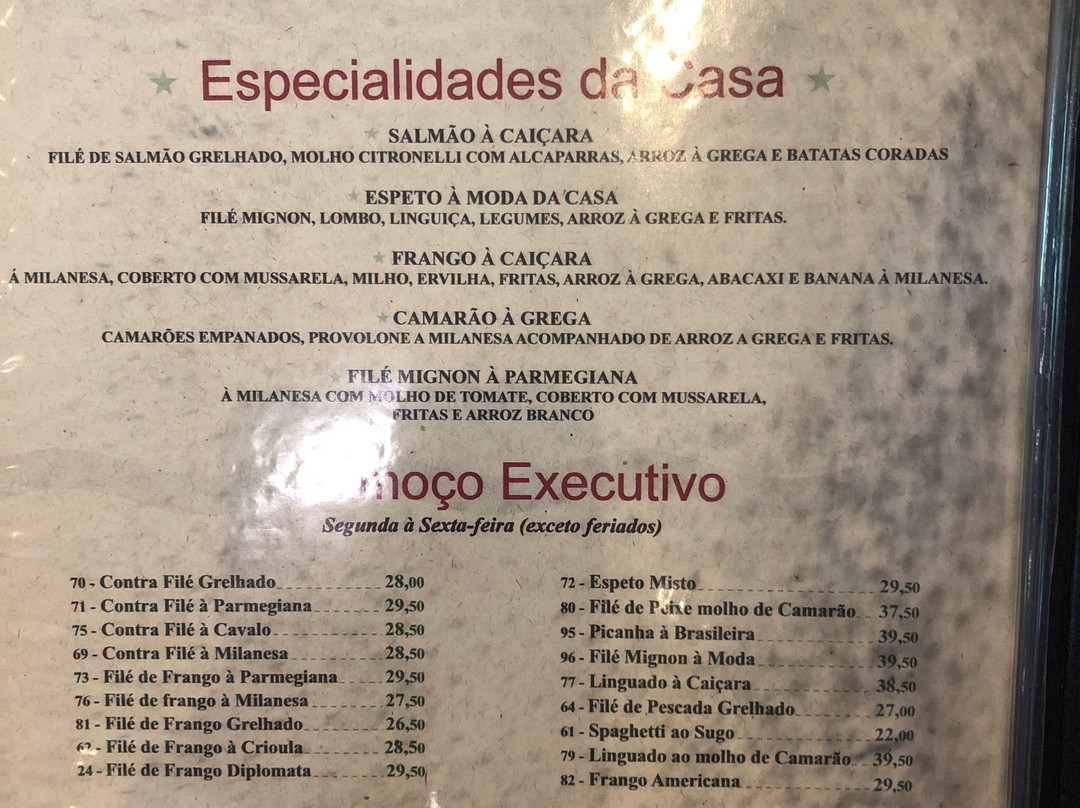 Especialidades da Casa
SALMÃO À CAIÇARA
FILÉ DE SALMÃO GRELHADO, MOLHO CITRONELLI COM ALCAPARRAS, ARROZ À GREGA E BATATAS CORADAS
ESPETO À MODA DA CASA
FILÉ MIGNON, LOMBO, LINGUIÇA, LEGUMES, ARROZ À GREGA E FRITAS.
FRANGO À CAIÇARA
Á MILANESA, COBERTO COM MUSSARELA, MILHO, ERVILHA, FRITAS, ARROZ À GREGA, ABACAXI E BANANA À MILANESA.
CAMARÃO À GREGA
CAMARÕES EMPANADOS, PROVOLONE A MILANESA ACOMPANHADO DE ARROZ A GREGA E FRITAS.
FILÉ MIGNON À PARMEGIANA
À MILANESA COM MOLHO DE TOMATE, COBERTO COM MUSSARELA,
FRITAS E ARROZ BRANCO
Executivo
Segunda à Sexta-feira (exceto feriados)
70 - Contra Filé Grelhado 28,00
71 - Contra Filé à Parmegiana 29,50
75 - Contra Filé à Cavalo 28,50
69 - Contra Filé à Milanesa 28,50
73 - Filé de Frango à Parmegiana 29,50
76 - Filé de frango à Milanesa 27,50
81 - Filé de Frango Grelhado 26,50
62 - Filé de Frango à Crioula 28,50
24 - Filé de Frango Diplomata 29,50
72 - Espeto Misto 29,50
80 - Filé de Peixe molho de Camarão 37,50
95 - Picanha à Brasileira 39,50
96 - Filé Mignon à Moda 39,50
77 - Linguado à Caiçara 38,50
64 - Filé de Pescada Grelhado 27,00
61 - Spaghetti ao Sugo 22,00
79 - Linguado ao molho de Camarão 39,50
82 - Frango Americana 29,50